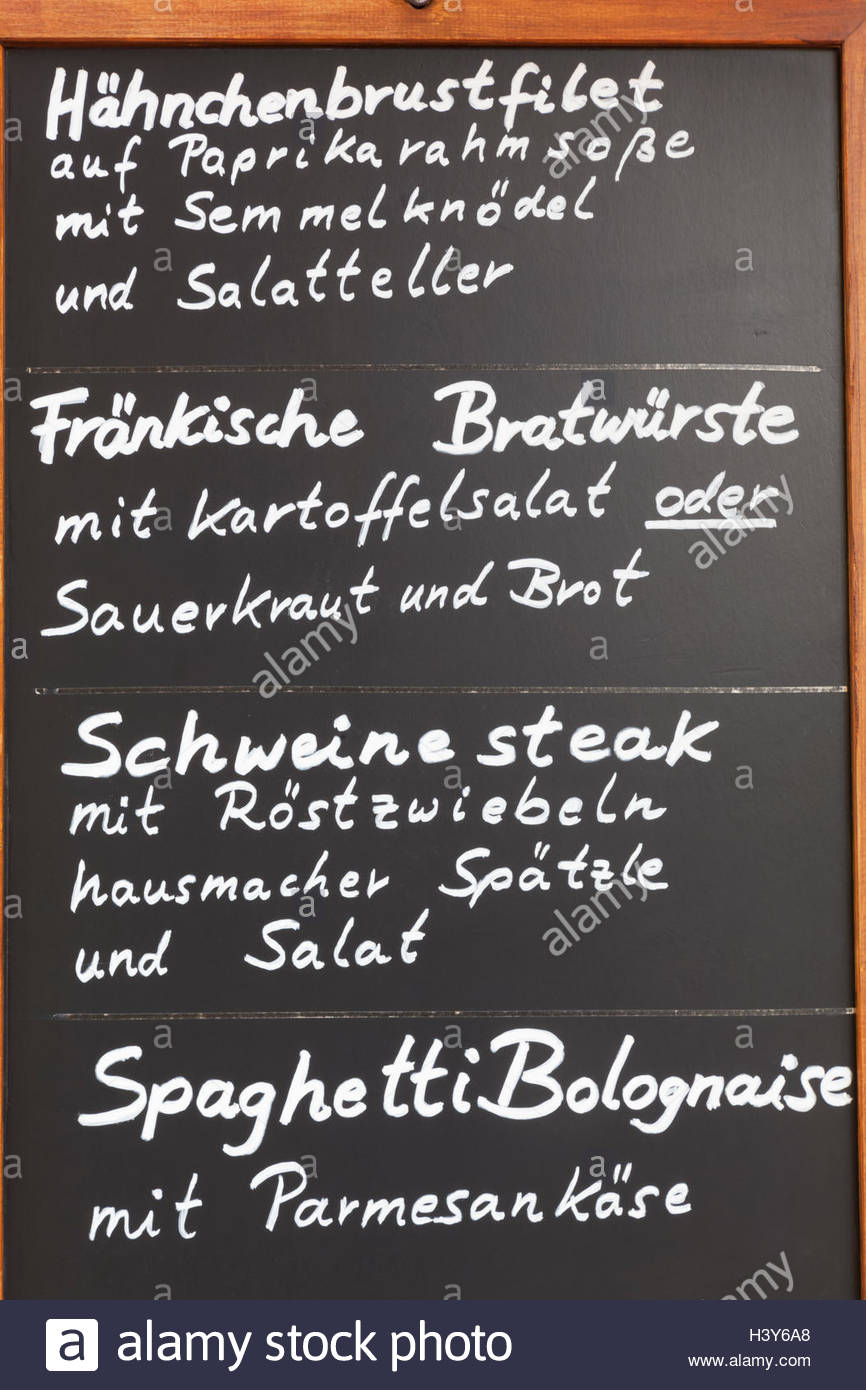 Hähnchenbrustfilet
auf Paprikarahmsoße
mit Semmelknödel
und Salatteller
Fränkische Bratwürste
mit Kartoffelsalat oder
Sauerkraut und Brot
Schweinesteak
mit Röstzwiebeln
hausmacher Spätzle
und Salat
Spaghetti Bolognaise
mit Parmesankäse
a alamy stock photo
H3Y6A8
www.alamy.com